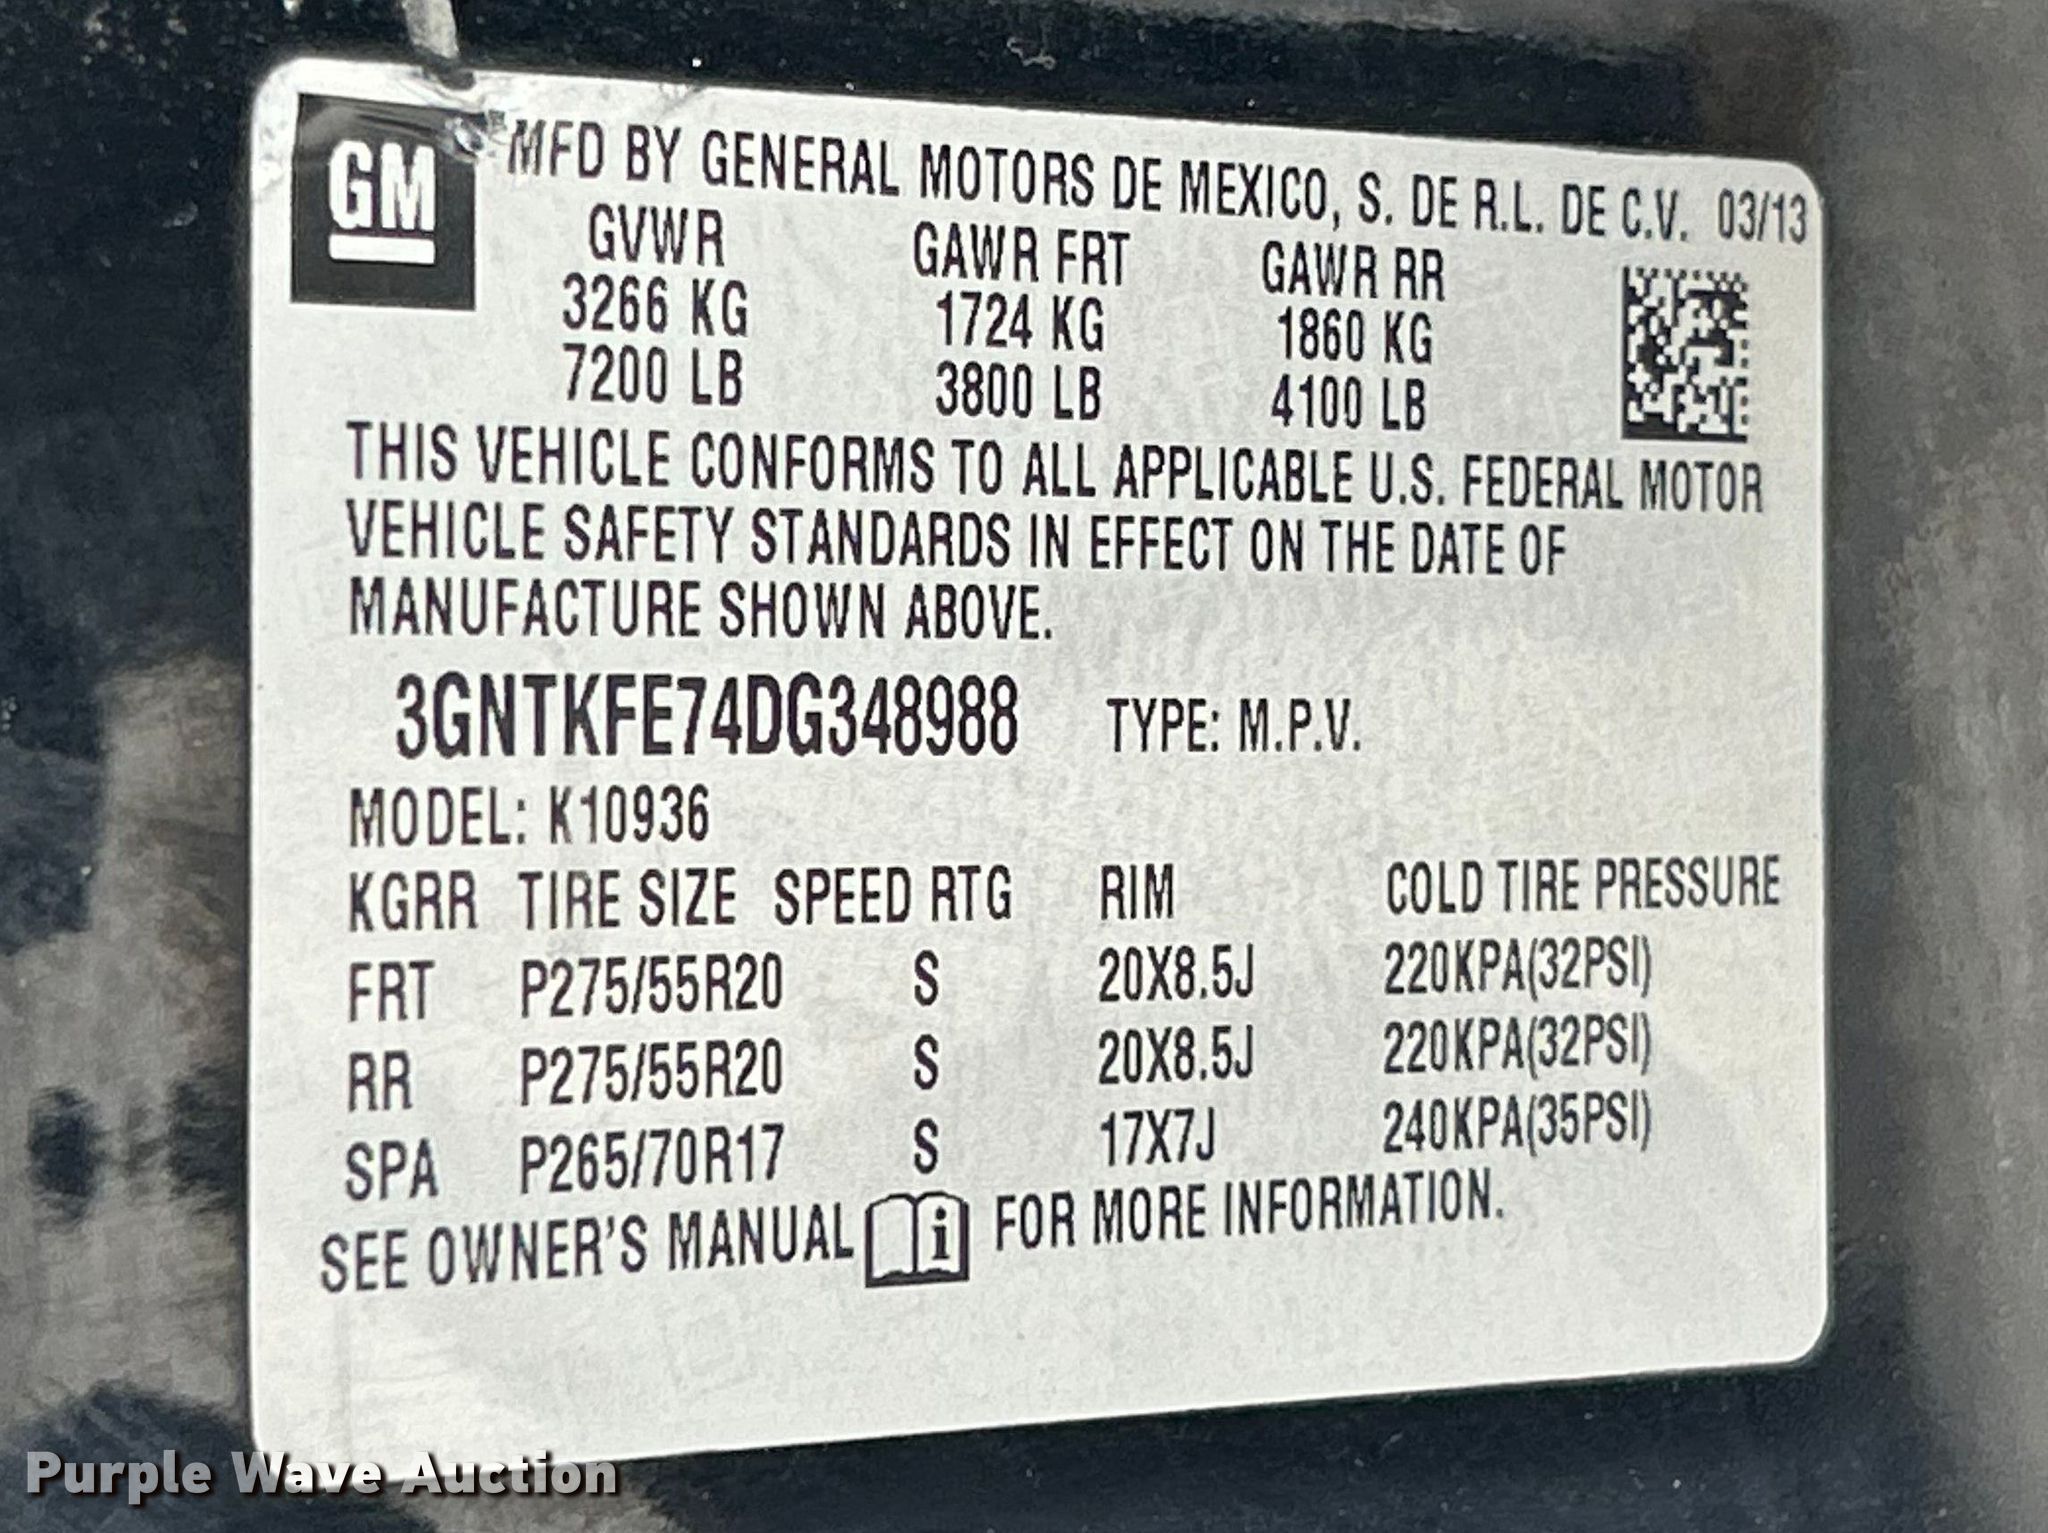 GM
MFD BY GENERAL MOTORS DE MEXICO, S. DE R.L. DE C.V. 03/13
GVWR GAWR FRT GAWR RR
3266 KG 1724 KG 1860 KG
7200 LB 3800 LB 4100 LB
THIS VEHICLE CONFORMS TO ALL APPLICABLE U.S. FEDERAL MOTOR
VEHICLE SAFETY STANDARDS IN EFFECT ON THE DATE OF
MANUFACTURE SHOWN ABOVE.
3GNTKFE74DG348988 TYPE: M.P.V.
MODEL: K10936
KGRR TIRE SIZE SPEED RTG RIM COLD TIRE PRESSURE
FRT P275/55R20 S 20X8.5J 220KPA(32PSI)
RR P275/55R20 S 20X8.5J 220KPA(32PSI)
SPA P265/70R17 S 17X7J 240KPA(35PSI)
SEE OWNER'S MANUAL i FOR MORE INFORMATION.
Purple Wave Auction